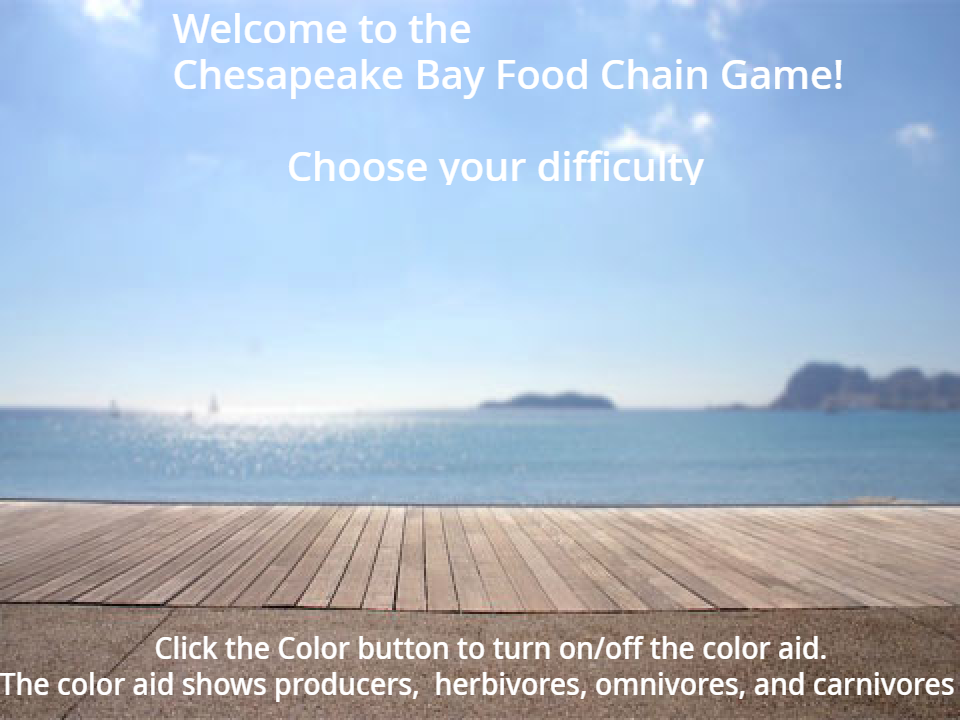 Welcome to the
Chesapeake Bay Food Chain Game!
Choose your difficulty
Click the Color button to turn on/off the color aid.
The color aid shows producers,  herbivores, omnivores, and carnivores